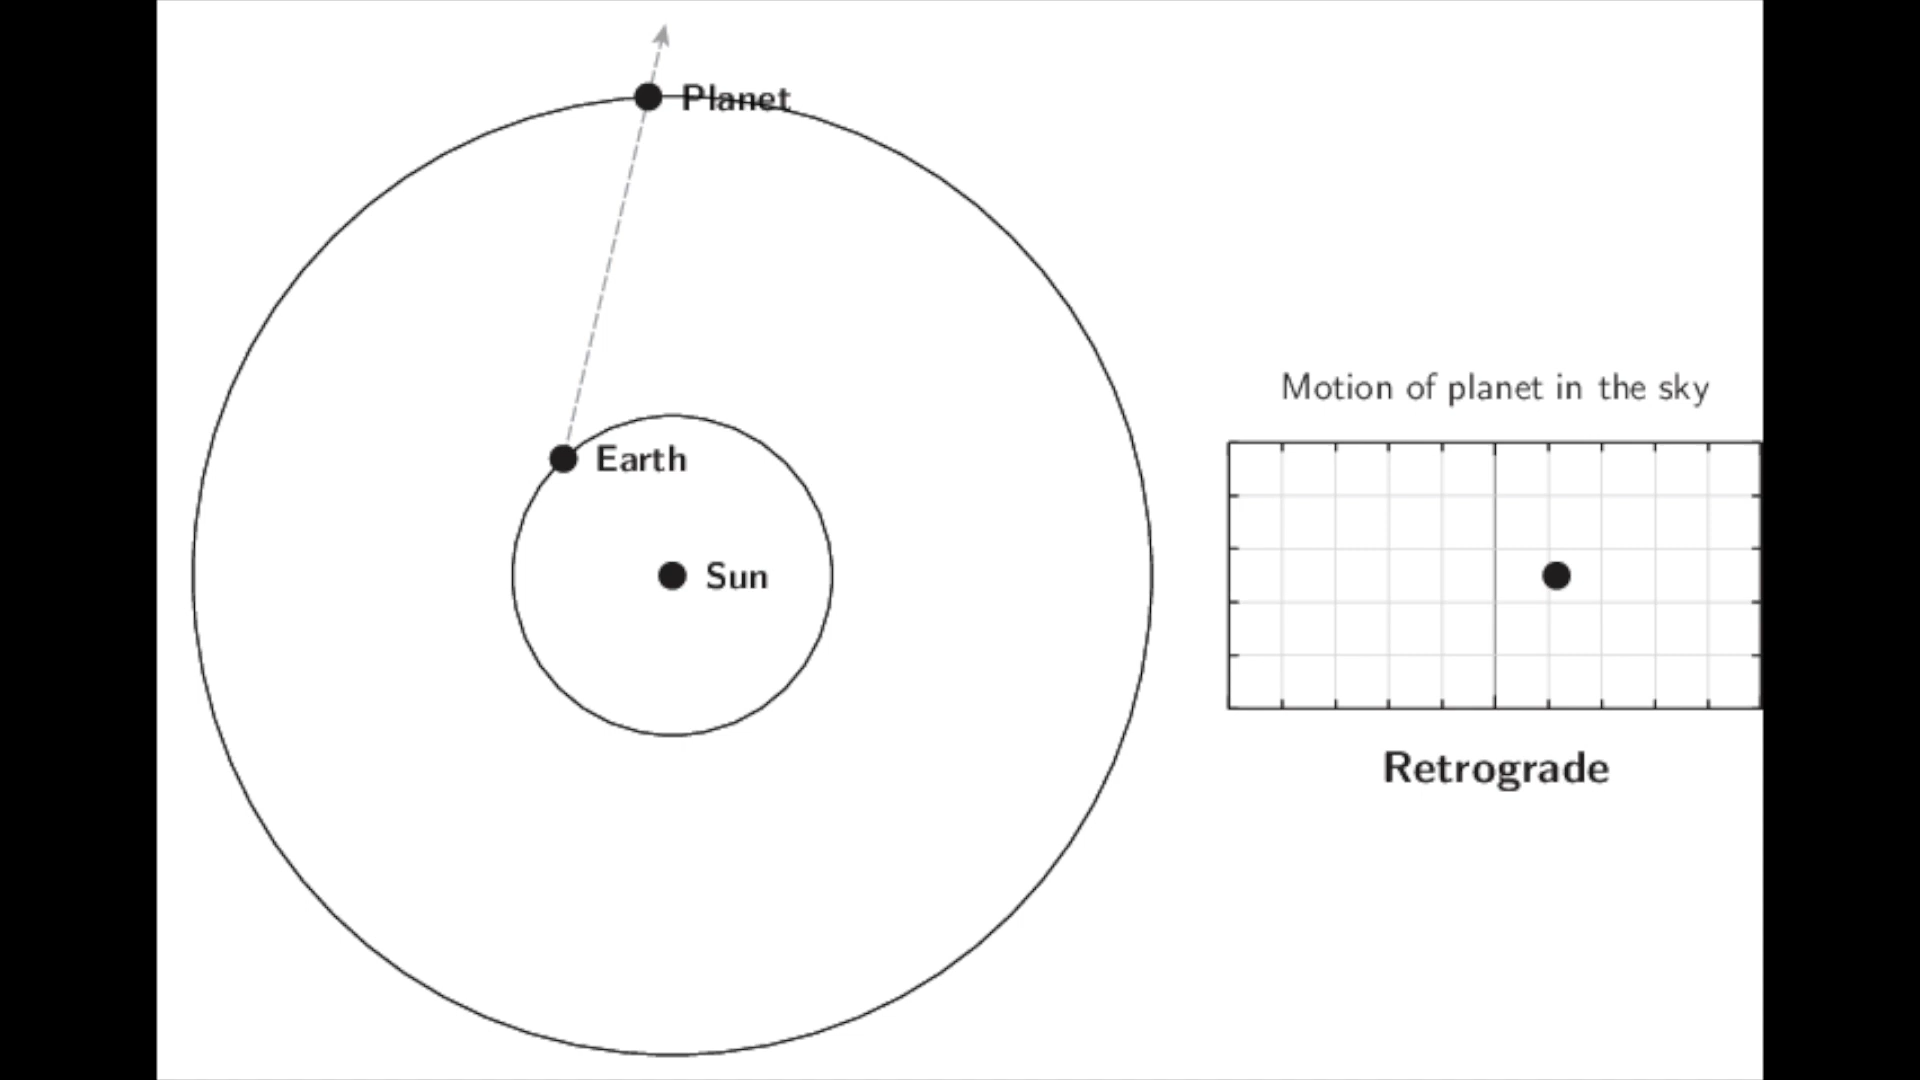 Planet
Earth
Sun
Motion of planet in the sky
Retrograde